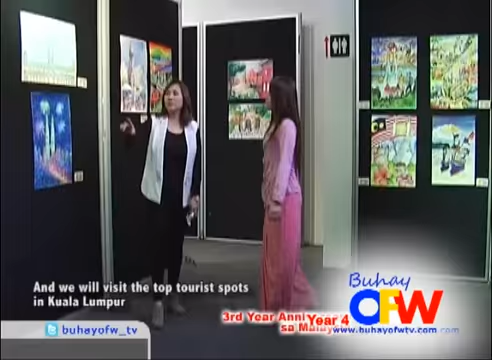 And we will visit the top tourist spots
in Kuala Lumpur
buhayofw_tv
Buhay
OFW
3rd Year Anni
Year 4
sa Malay
www.buhayofwtv.com
com